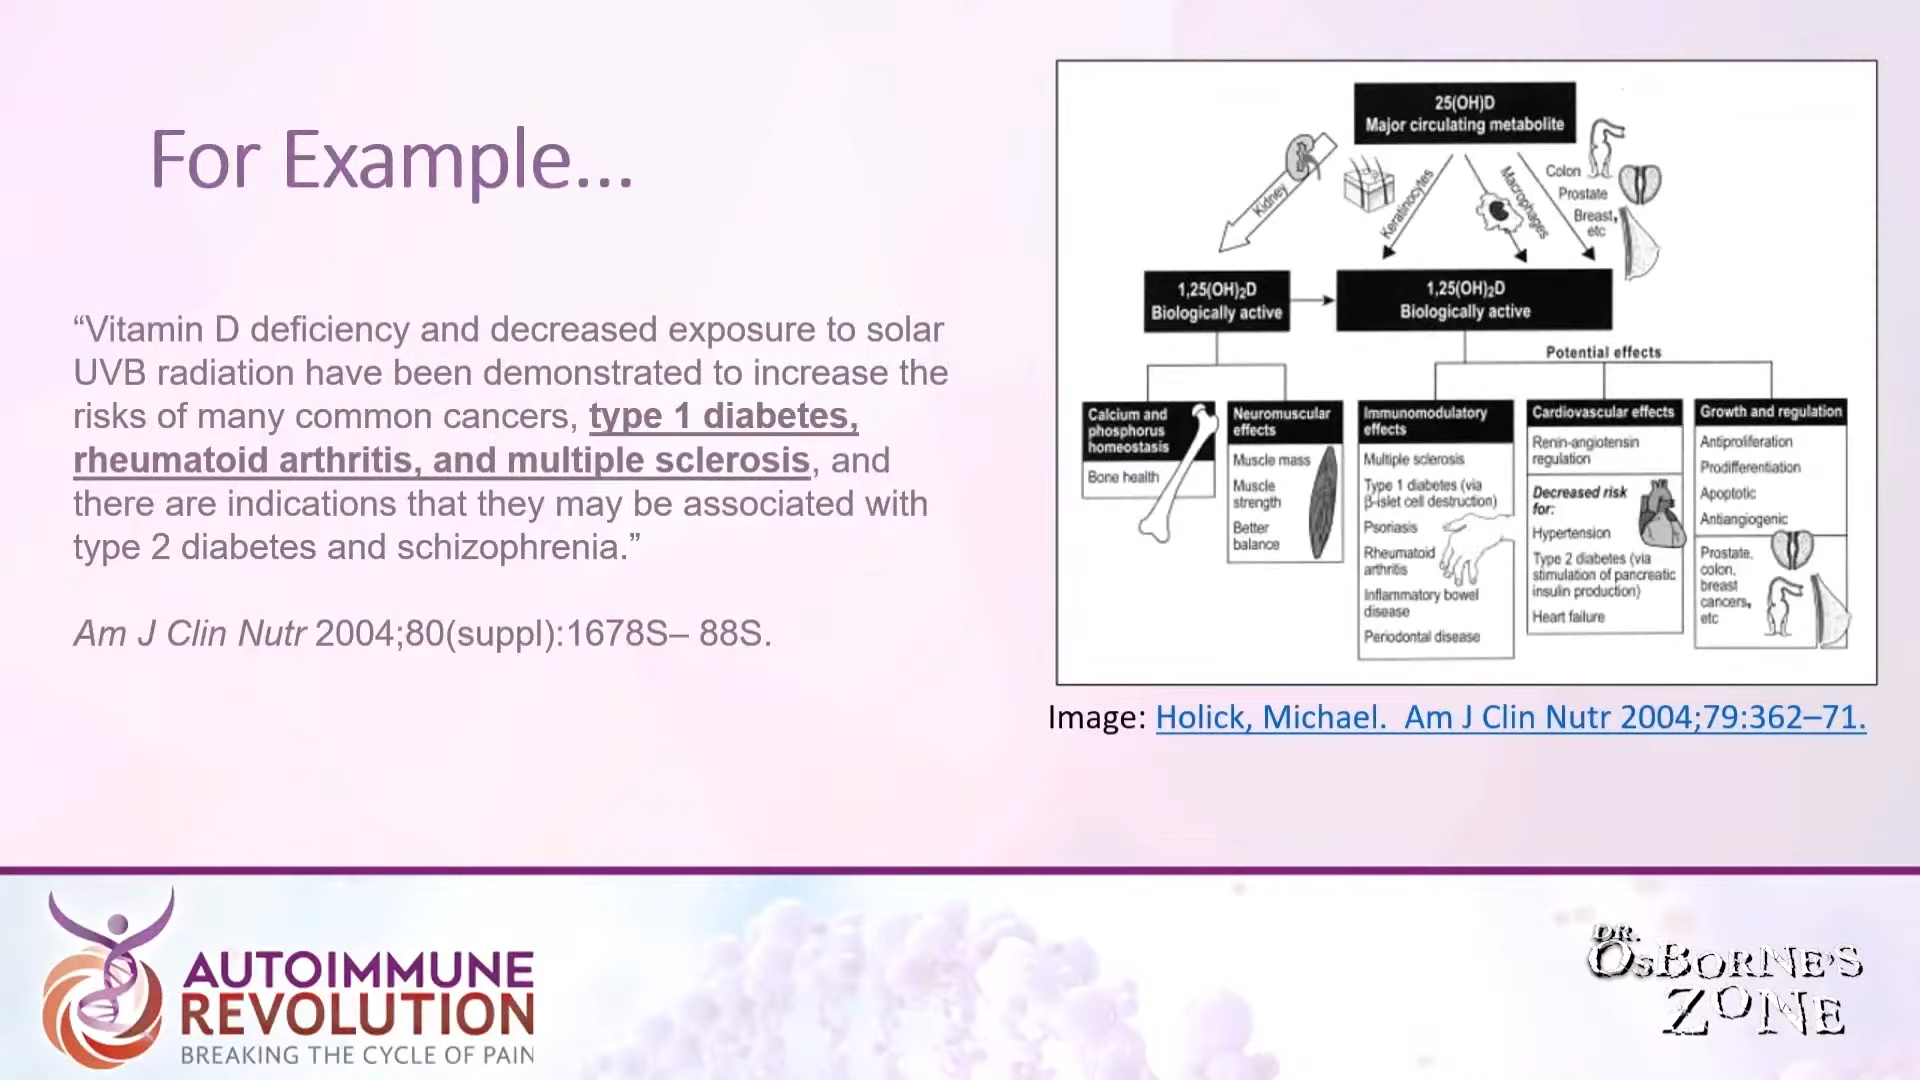 For Example...
“Vitamin D deficiency and decreased exposure to solar
UVB radiation have been demonstrated to increase the
risks of many common cancers, type 1 diabetes,
rheumatoid arthritis, and multiple sclerosis, and
there are indications that they may be associated with
type 2 diabetes and schizophrenia.”
Am J Clin Nutr 2004;80(suppl):1678S– 88S.
25(OH)D
Major circulating metabolite
Kidney
Keratinocytes
Macrophages
Colon
Prostate
Breast,
etc
1,25(OH)₂D
Biologically active
1,25(OH)₂D
Biologically active
Potential effects
Calcium and
phosphorus
homeostasis
Bone health
Neuromuscular
effects
Muscle mass
Muscle
strength
Better
balance
Immunomodulatory
effects
Multiple sclerosis
Type 1 diabetes (via
β-islet cell destruction)
Psoriasis
Rheumatoid
arthritis
Inflammatory bowel
disease
Periodontal disease
Cardiovascular effects
Renin-angiotensin
regulation
Decreased risk
for:
Hypertension
Type 2 diabetes (via
stimulation of pancreatic
insulin production)
Heart failure
Growth and regulation
Antiproliferation
Prodifferentiation
Apoptotic
Antiangiogenic
Prostate,
colon,
breast
cancers,
etc
Image: Holick, Michael.  Am J Clin Nutr 2004;79:362–71.
AUTOIMMUNE
REVOLUTION
BREAKING THE CYCLE OF PAIN
DR.
OSBORNE'S
ZONE